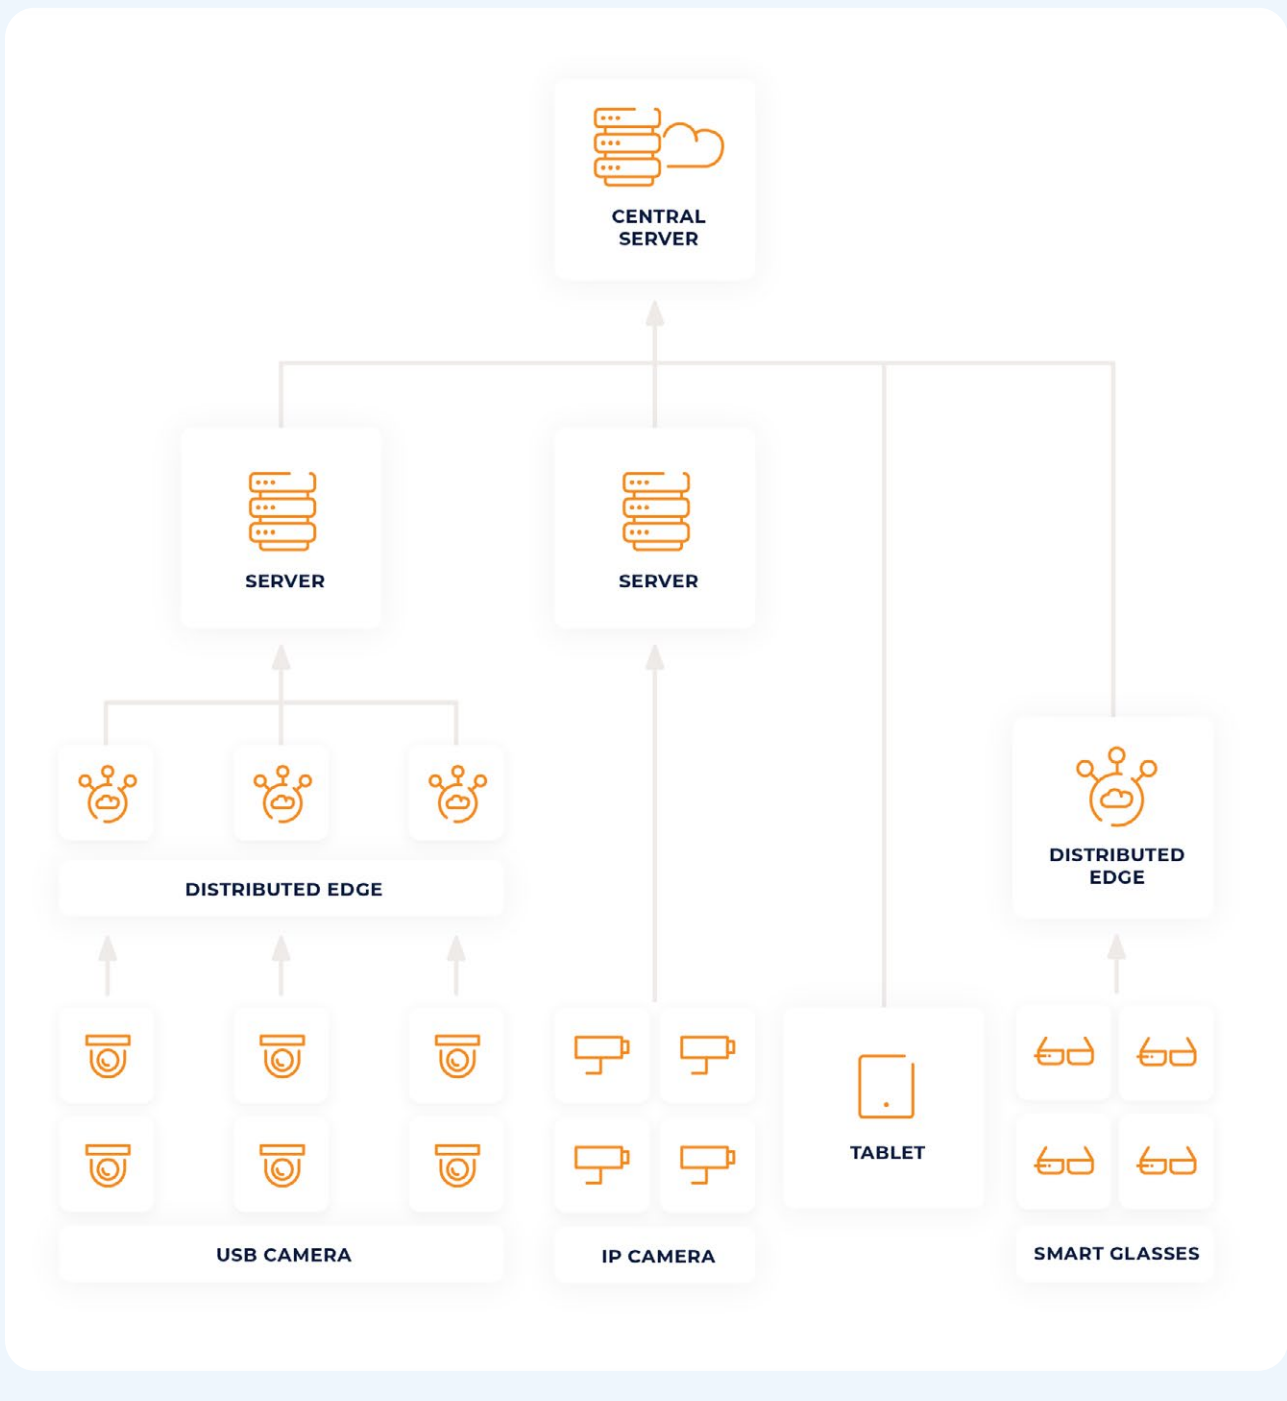 CENTRAL
SERVER
SERVER
SERVER
DISTRIBUTED EDGE
DISTRIBUTED
EDGE
TABLET
USB CAMERA
IP CAMERA
SMART GLASSES